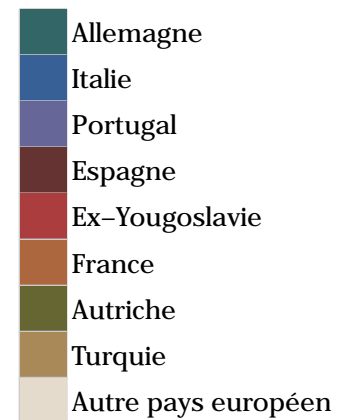 Allemagne
Italie
Portugal
Espagne
Ex–Yougoslavie
France
Autriche
Turquie
Autre pays européen